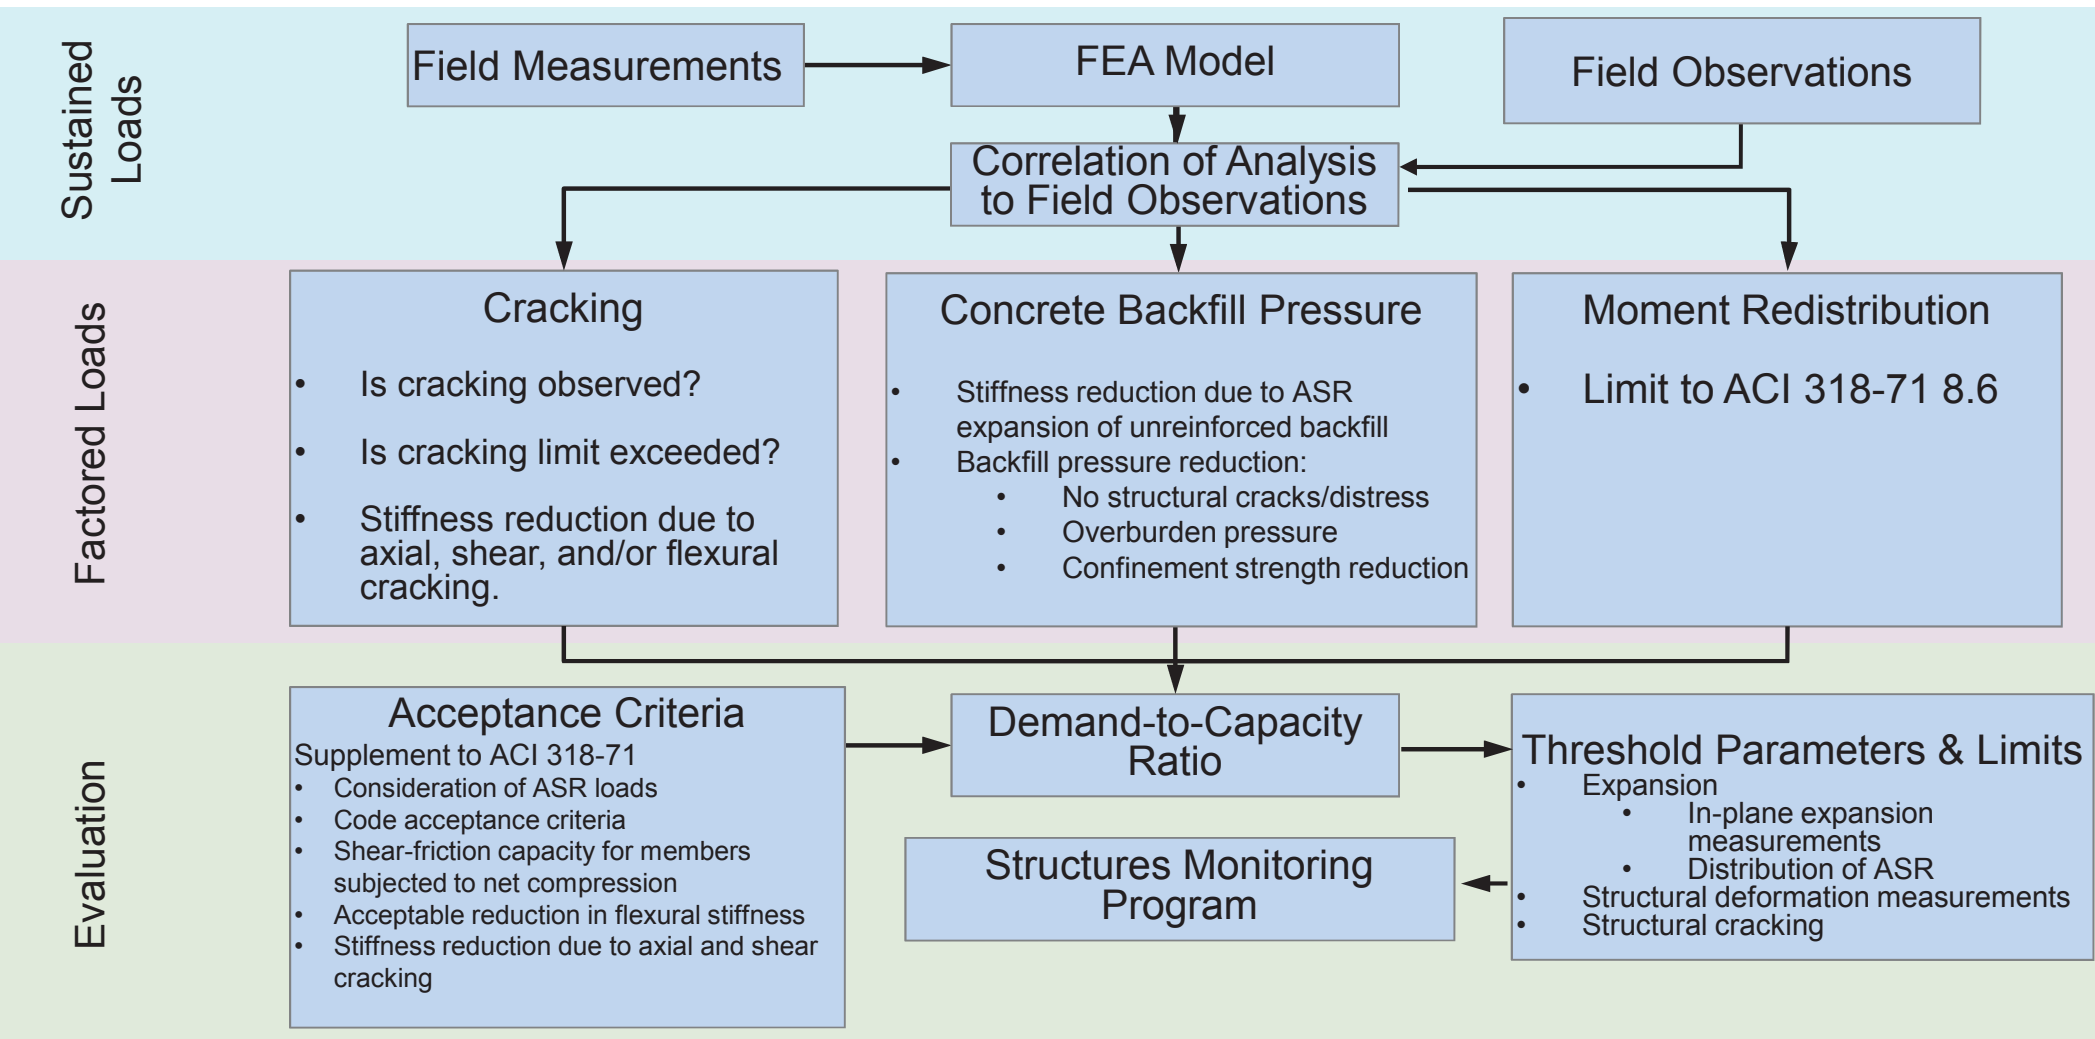 Sustained
Loads
Field Measurements
FEA Model
Field Observations
Correlation of Analysis
to Field Observations
Factored Loads
Cracking
• Is cracking observed?
• Is cracking limit exceeded?
• Stiffness reduction due to
axial, shear, and/or flexural
cracking.
Concrete Backfill Pressure
• Stiffness reduction due to ASR
expansion of unreinforced backfill
• Backfill pressure reduction:
• No structural cracks/distress
• Overburden pressure
• Confinement strength reduction
Moment Redistribution
• Limit to ACI 318-71 8.6
Evaluation
Acceptance Criteria
Supplement to ACI 318-71
• Consideration of ASR loads
• Code acceptance criteria
• Shear-friction capacity for members
subjected to net compression
• Acceptable reduction in flexural stiffness
• Stiffness reduction due to axial and shear
cracking
Demand-to-Capacity
Ratio
Structures Monitoring
Program
Threshold Parameters & Limits
• Expansion
• In-plane expansion
measurements
• Distribution of ASR
• Structural deformation measurements
• Structural cracking